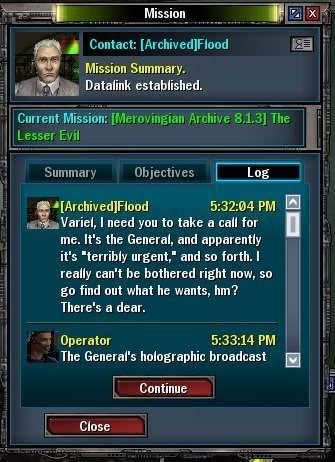 Mission
Contact: [Archived]Flood
Mission Summary.
Datalink established.
Current Mission: [Merovingian Archive 8.1.3] The
Lesser Evil
Summary
Objectives
Log
[Archived]Flood 5:32:04 PM
Variel, I need you to take a call for
me. It's the General, and apparently
it's "terribly urgent," and so forth. I
really can't be bothered right now, so
go find out what he wants, hm?
There's a dear.
Operator 5:33:14 PM
The General's holographic broadcast
Continue
Close